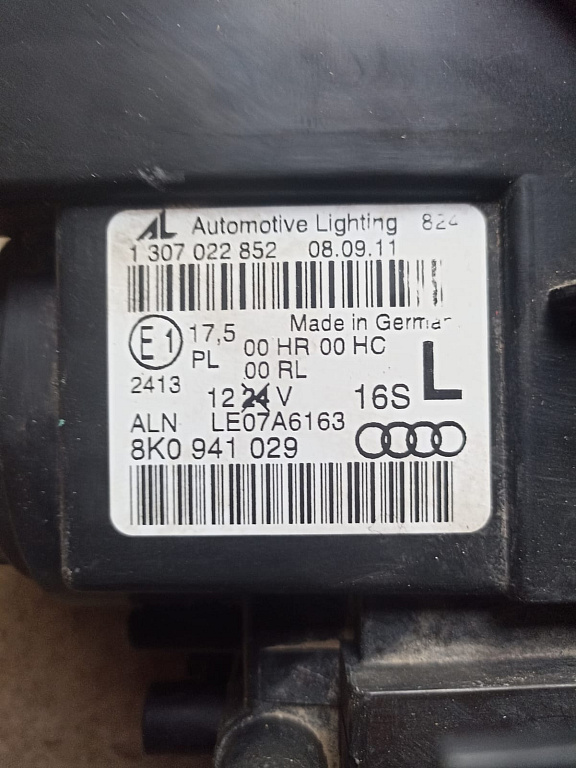 AL Automotive Lighting 824
1 307 022 852 08.09.11
Made in German
E1 17,5
PL 00 HR 00 HC
00 RL
2413
12 24 V 16S L
ALN LE07A6163
8K0 941 029